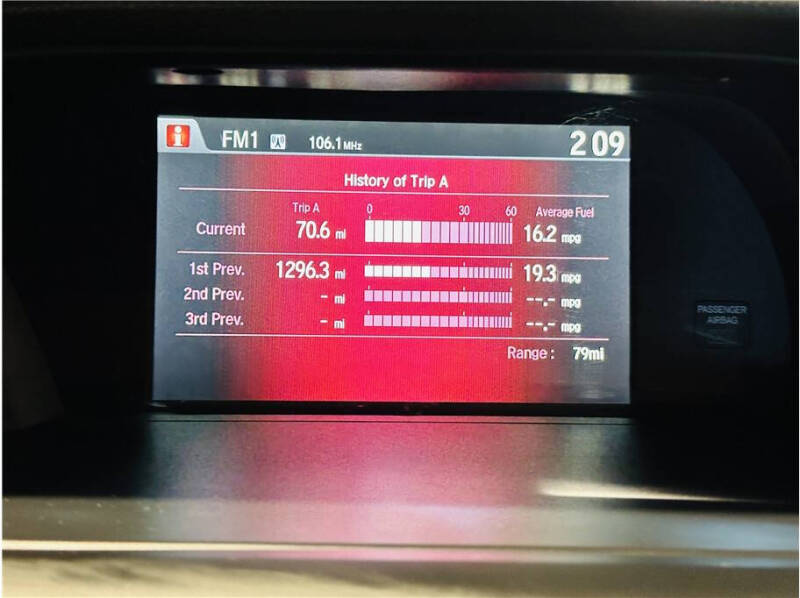 i FM1 106.1 MHz 2 09
History of Trip A
Trip A 0 30 60 Average Fuel
Current 70.6 mi 16.2 mpg
1st Prev. 1296.3 mi 19.3 mpg
2nd Prev. - mi --.- mpg
3rd Prev. - mi --.- mpg
Range : 79mi
PASSENGER
AIRBAG